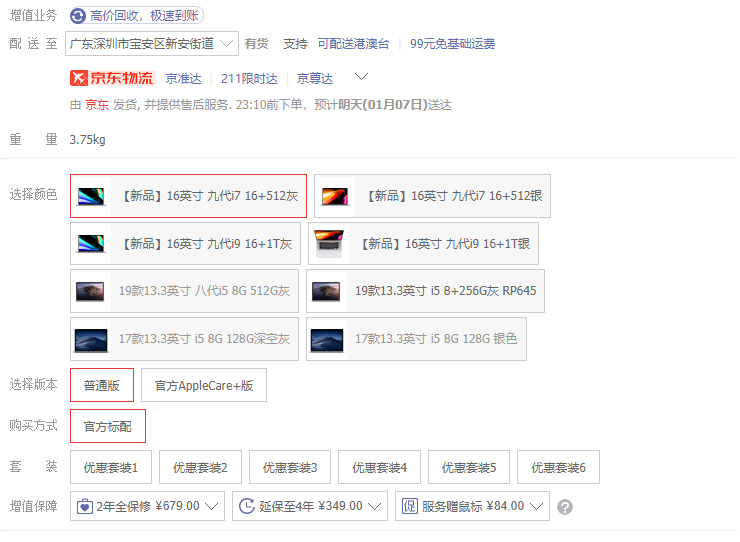 增值业务 高价回收，极速到账
配送至 广东深圳市宝安区新安街道 有货 支持 可配送港澳台 99元免基础运费
京东物流 京准达 211限时达 京尊达
由 京东 发货, 并提供售后服务. 23:10前下单，预计明天(01月07日)送达
重量 3.75kg
选择颜色 【新品】16英寸 九代i7 16+512灰 【新品】16英寸 九代i7 16+512银
【新品】16英寸 九代i9 16+1T灰 【新品】16英寸 九代i9 16+1T银
19款13.3英寸 八代i5 8G 512G灰 19款13.3英寸 i5 8+256G灰 RP645
17款13.3英寸 i5 8G 128G深空灰 17款13.3英寸 i5 8G 128G 银色
选择版本 普通版 官方AppleCare+版
购买方式 官方标配
套装 优惠套装1 优惠套装2 优惠套装3 优惠套装4 优惠套装5 优惠套装6
增值保障 2年全保修 ¥679.00 延保至4年 ¥349.00 促 服务赠鼠标 ¥84.00 ?